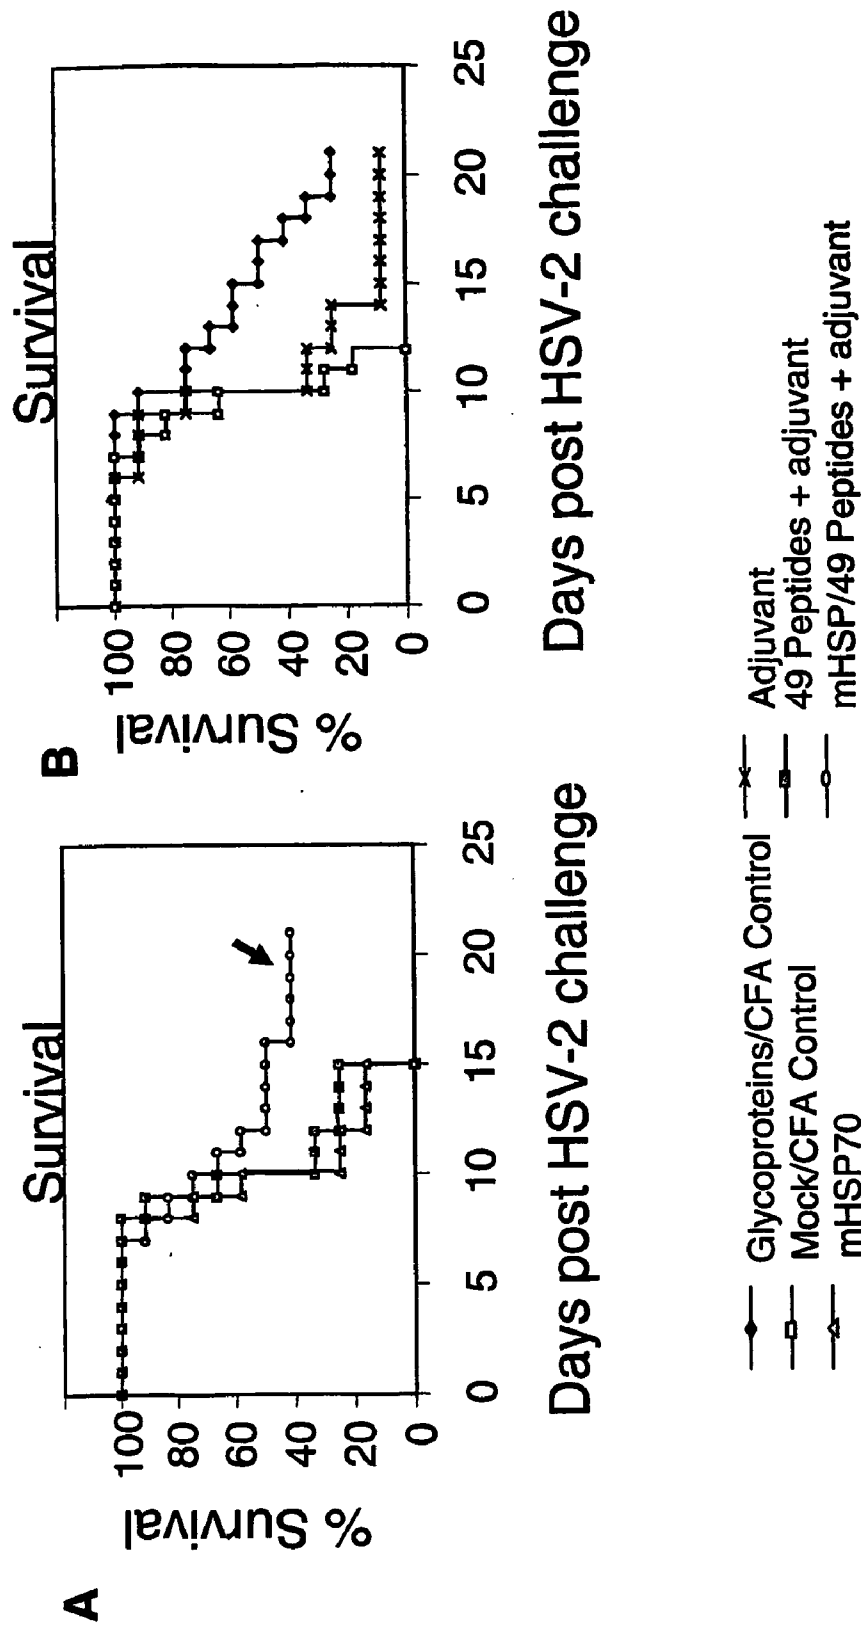 A
Survival
% Survival
100
80
60
40
20
0
0 5 10 15 20 25
Days post HSV-2 challenge
B
Survival
% Survival
100
80
60
40
20
0
0 5 10 15 20 25
Days post HSV-2 challenge
Glycoproteins/CFA Control
Mock/CFA Control
mHSP70
Adjuvant
49 Peptides + adjuvant
mHSP/49 Peptides + adjuvant